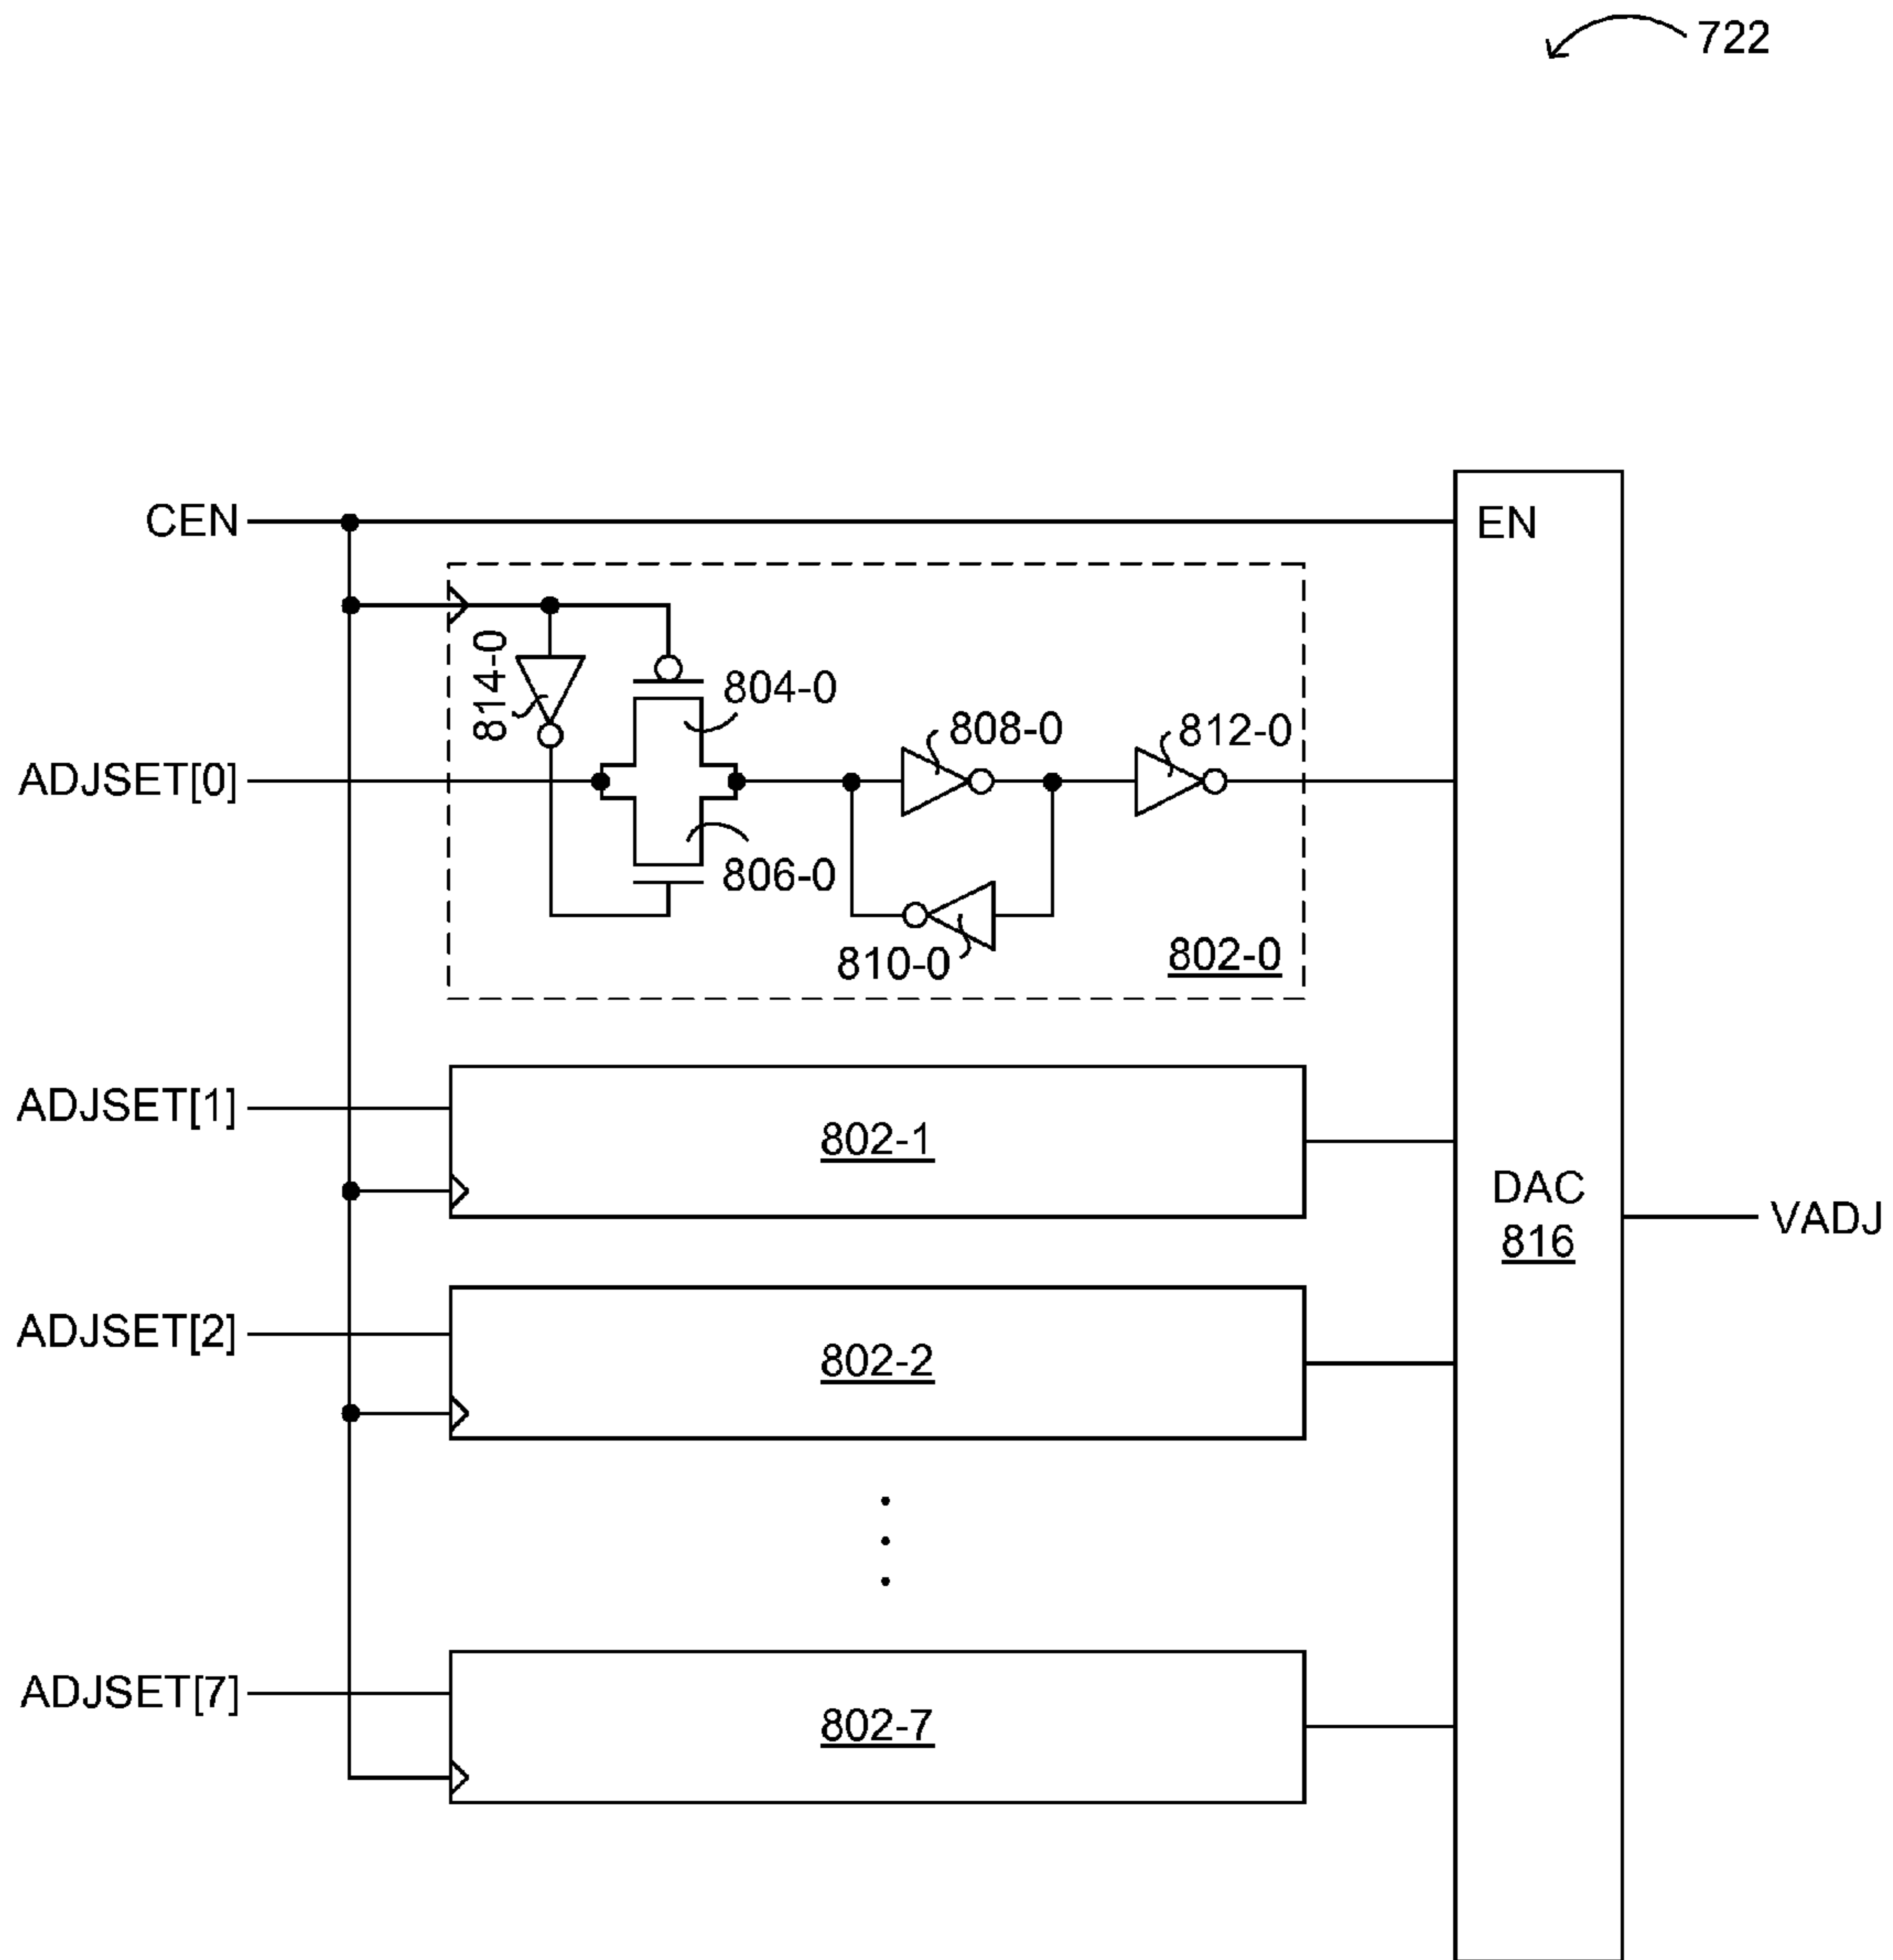 722
CEN
EN
814-0
804-0
808-0
812-0
ADJSET[0]
806-0
810-0
802-0
ADJSET[1]
802-1
DAC
816
VADJ
ADJSET[2]
802-2
ADJSET[7]
802-7